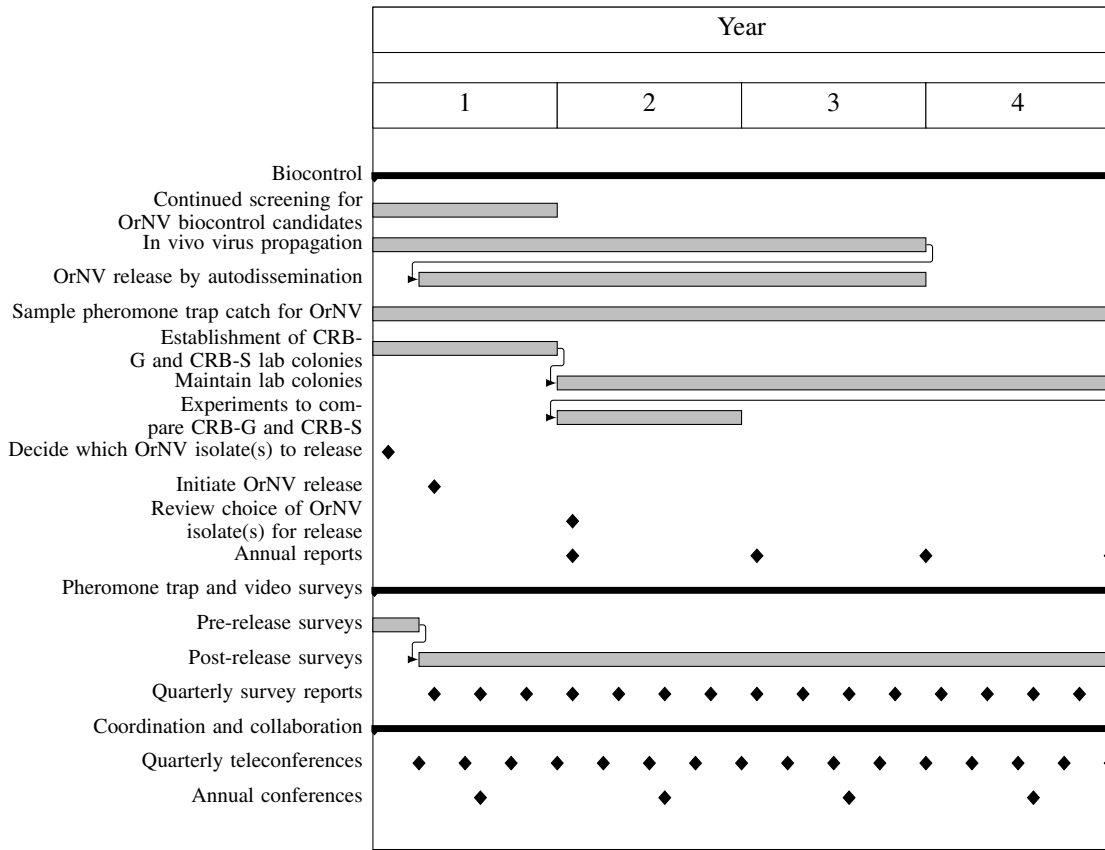 Year
1 2 3 4
Biocontrol
Continued screening for
OrNV biocontrol candidates
In vivo virus propagation
OrNV release by autodissemination
Sample pheromone trap catch for OrNV
Establishment of CRB-
G and CRB-S lab colonies
Maintain lab colonies
Experiments to com-
pare CRB-G and CRB-S
Decide which OrNV isolate(s) to release
Initiate OrNV release
Review choice of OrNV
isolate(s) for release
Annual reports
Pheromone trap and video surveys
Pre-release surveys
Post-release surveys
Quarterly survey reports
Coordination and collaboration
Quarterly teleconferences
Annual conferences